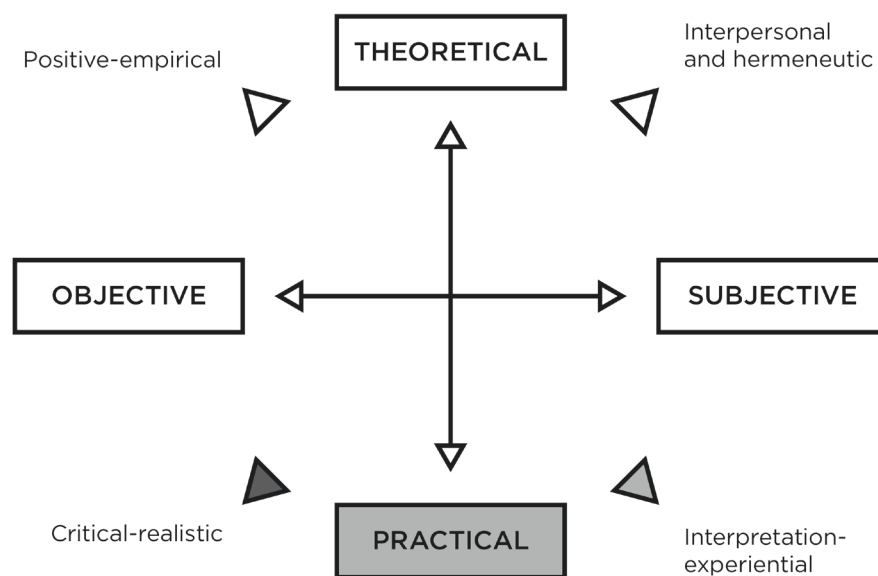 Positive-empirical
THEORETICAL
Interpersonal
and hermeneutic
OBJECTIVE
SUBJECTIVE
Critical-realistic
PRACTICAL
Interpretation-
experiential